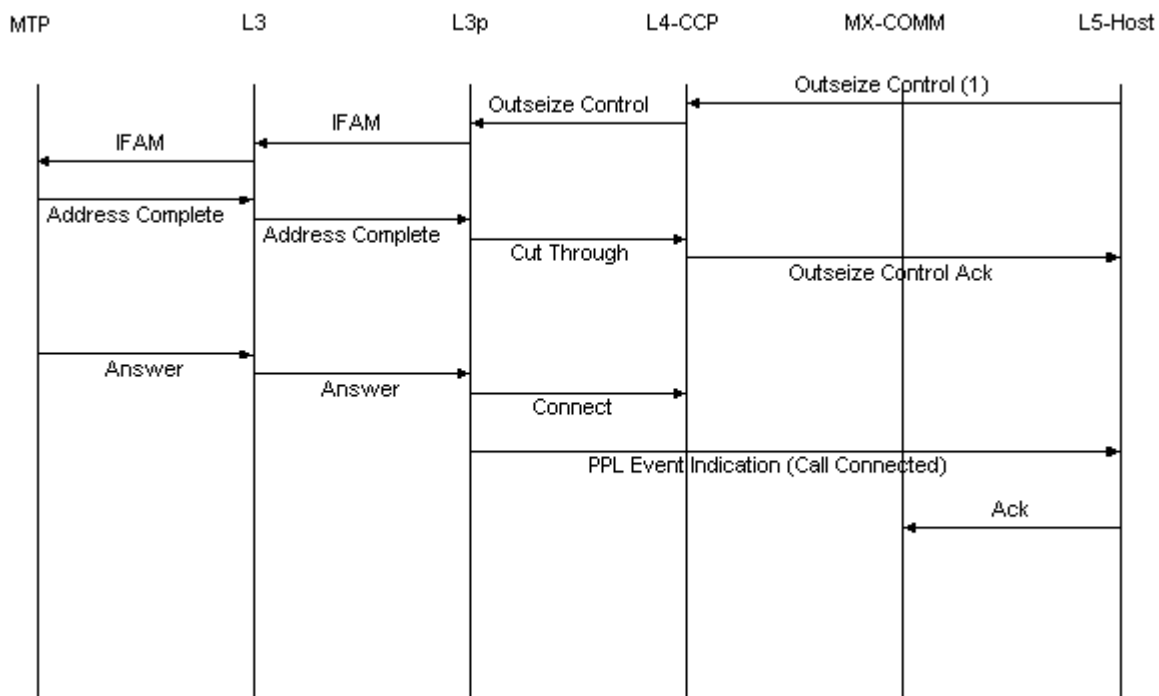 MTP
L3
L3p
L4-CCP
MX-COMM
L5-Host
Outseize Control (1)
Outseize Control
IFAM
IFAM
Address Complete
Address Complete
Cut Through
Outseize Control Ack
Answer
Answer
Connect
PPL Event Indication (Call Connected)
Ack